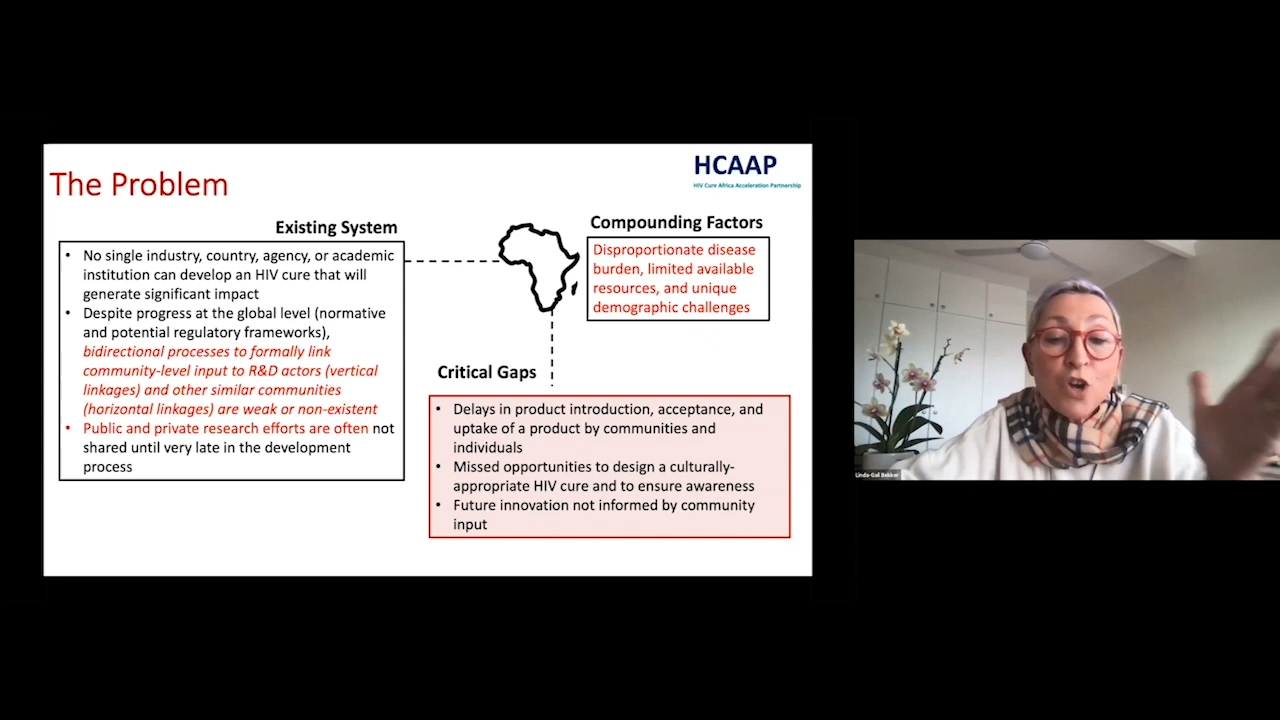 The Problem
HCAAP
HIV Cure Africa Acceleration Partnership
Existing System
• No single industry, country, agency, or academic
institution can develop an HIV cure that will
generate significant impact
• Despite progress at the global level (normative
and potential regulatory frameworks),
bidirectional processes to formally link
community-level input to R&D actors (vertical
linkages) and other similar communities
(horizontal linkages) are weak or non-existent
• Public and private research efforts are often not
shared until very late in the development
process
Compounding Factors
Disproportionate disease
burden, limited available
resources, and unique
demographic challenges
Critical Gaps
• Delays in product introduction, acceptance, and
uptake of a product by communities and
individuals
• Missed opportunities to design a culturally-
appropriate HIV cure and to ensure awareness
• Future innovation not informed by community
input
Linda-Gail Bekker